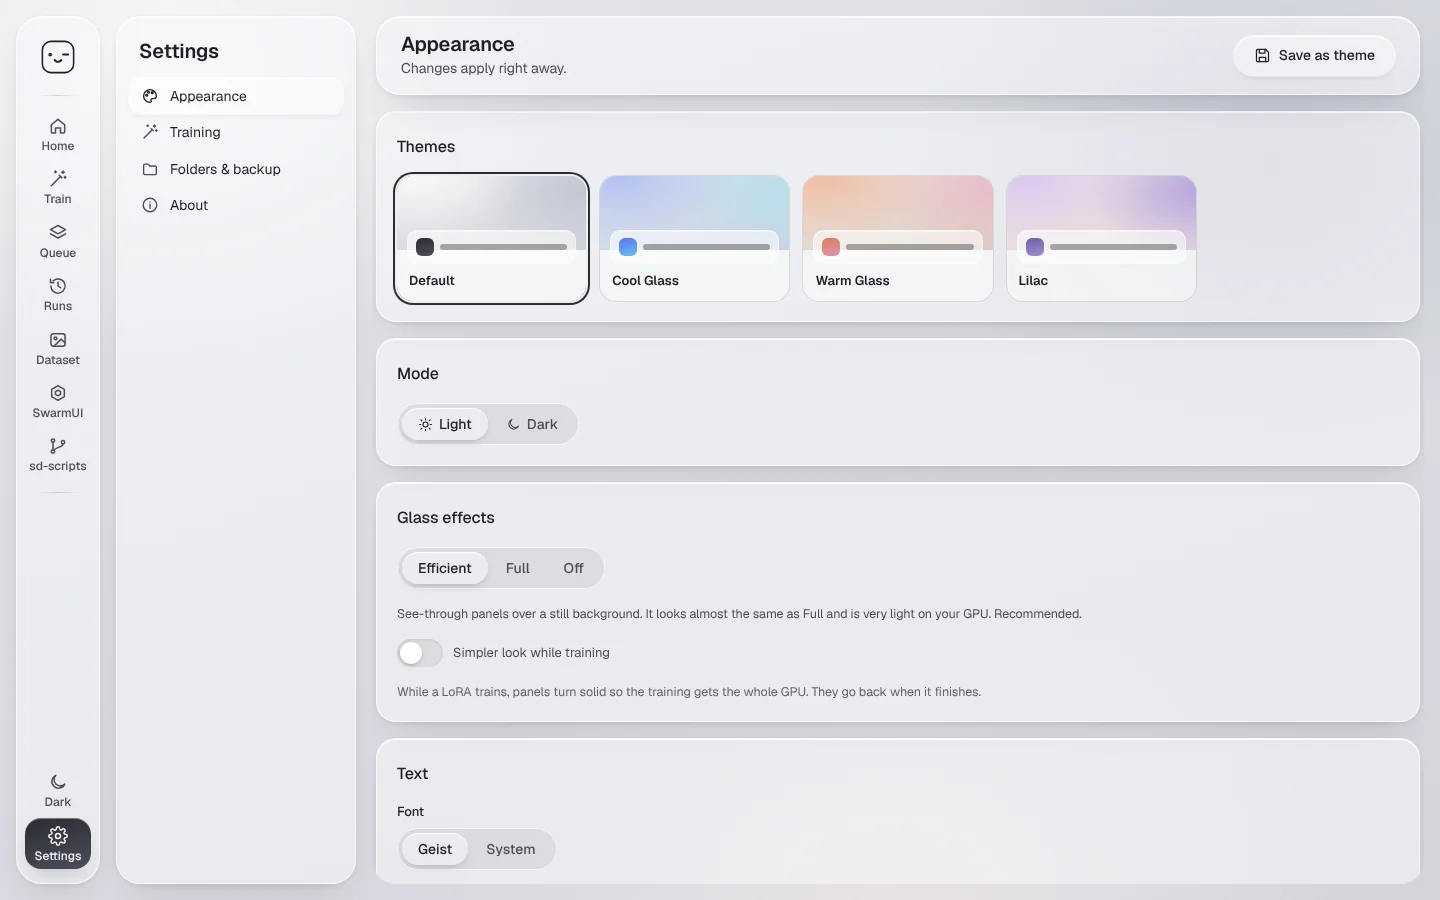 Home
Train
Queue
Runs
Dataset
SwarmUI
sd-scripts
Dark
Settings
Settings
Appearance
Training
Folders & backup
About
Appearance
Changes apply right away.
Save as theme
Themes
Default
Cool Glass
Warm Glass
Lilac
Mode
Light
Dark
Glass effects
Efficient
Full
Off
See-through panels over a still background. It looks almost the same as Full and is very light on your GPU. Recommended.
Simpler look while training
While a LoRA trains, panels turn solid so the training gets the whole GPU. They go back when it finishes.
Text
Font
Geist
System